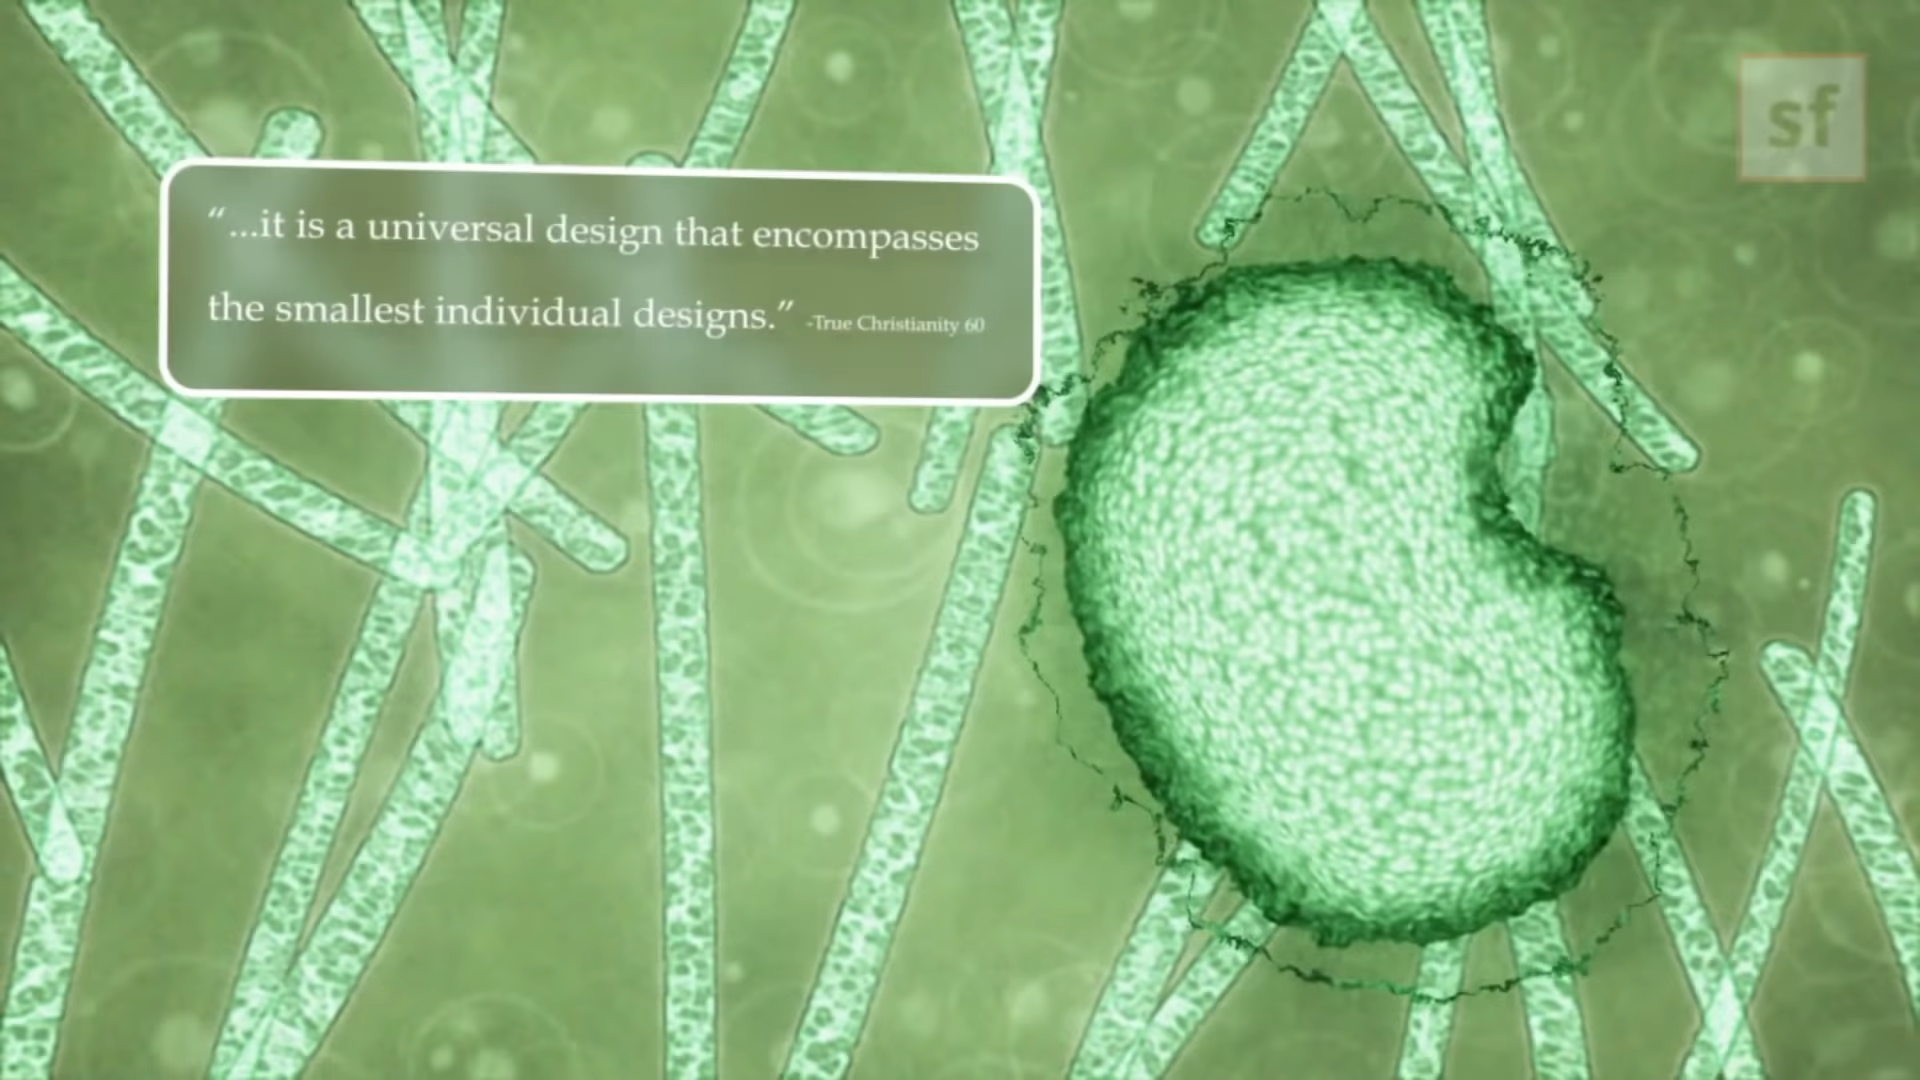 “...it is a universal design that encompasses
the smallest individual designs.” -True Christianity 60
sf